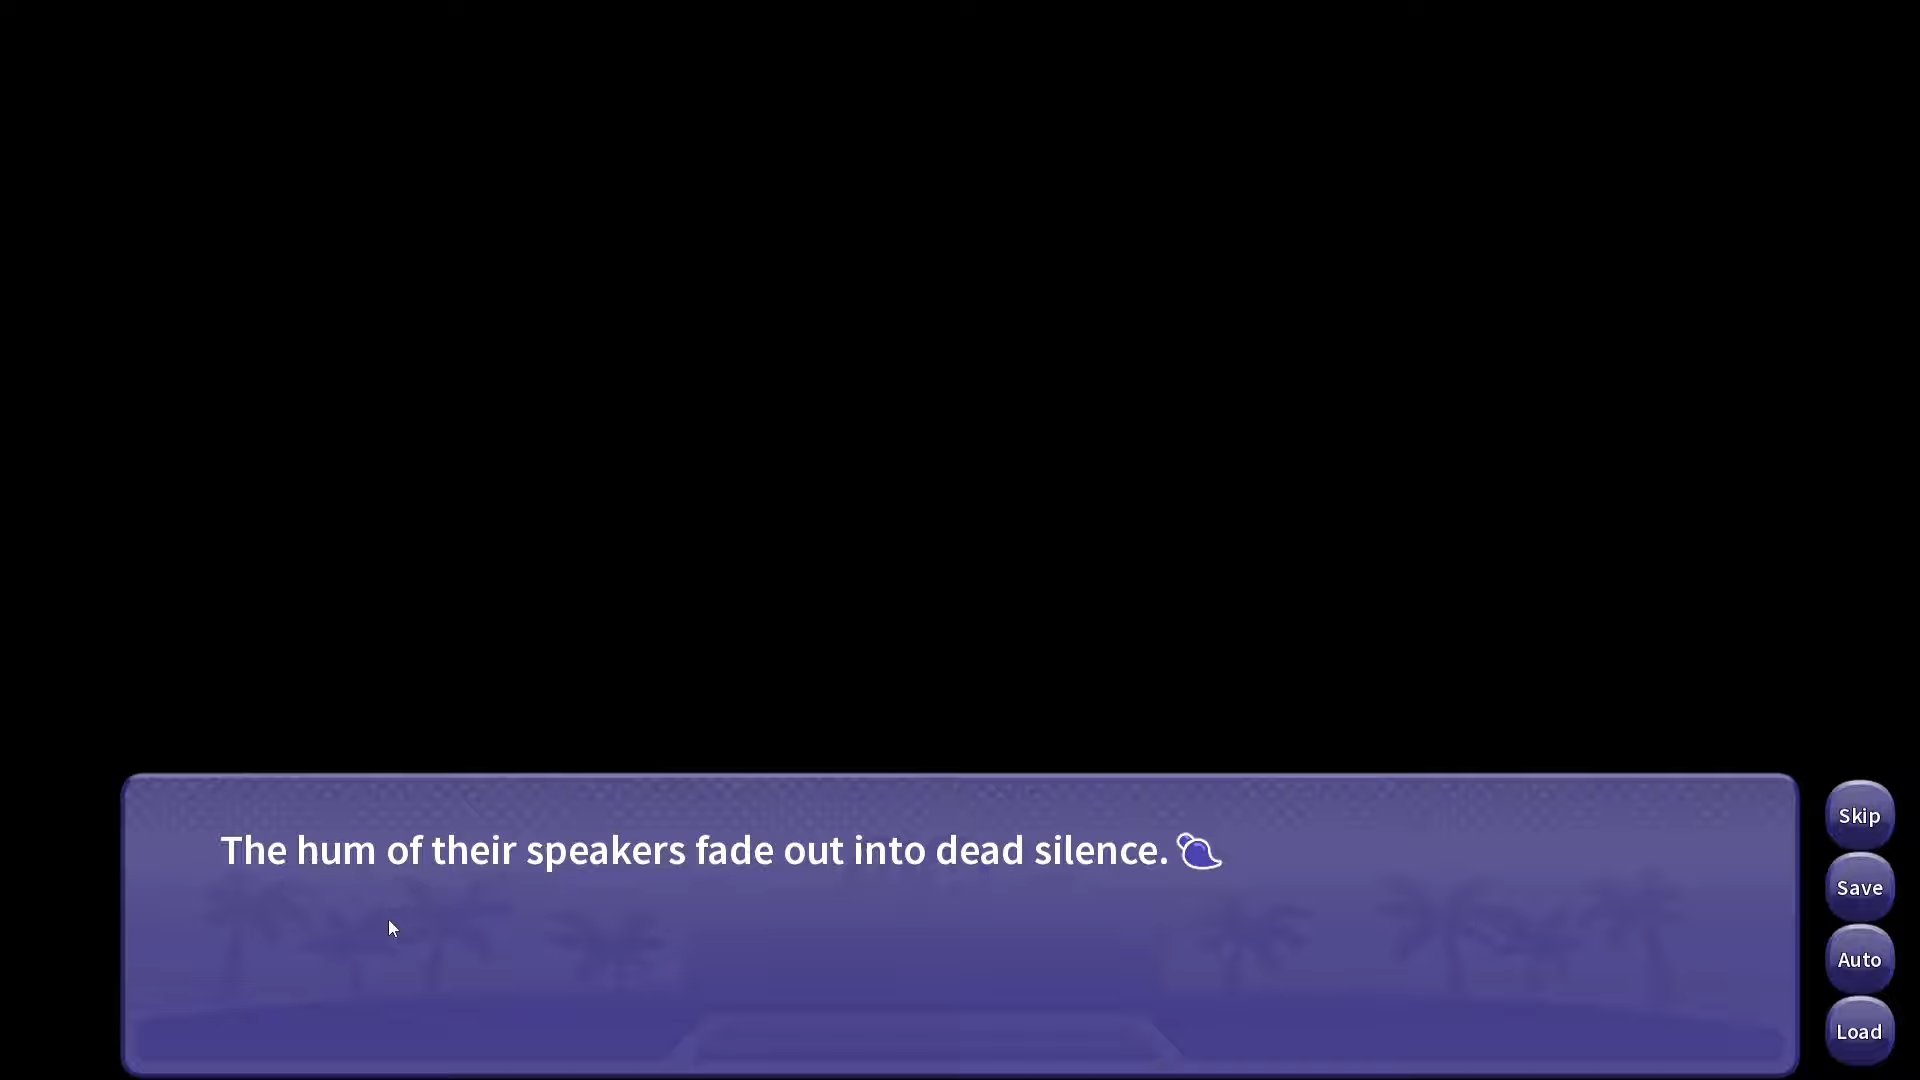 The hum of their speakers fade out into dead silence.
Skip
Save
Auto
Load